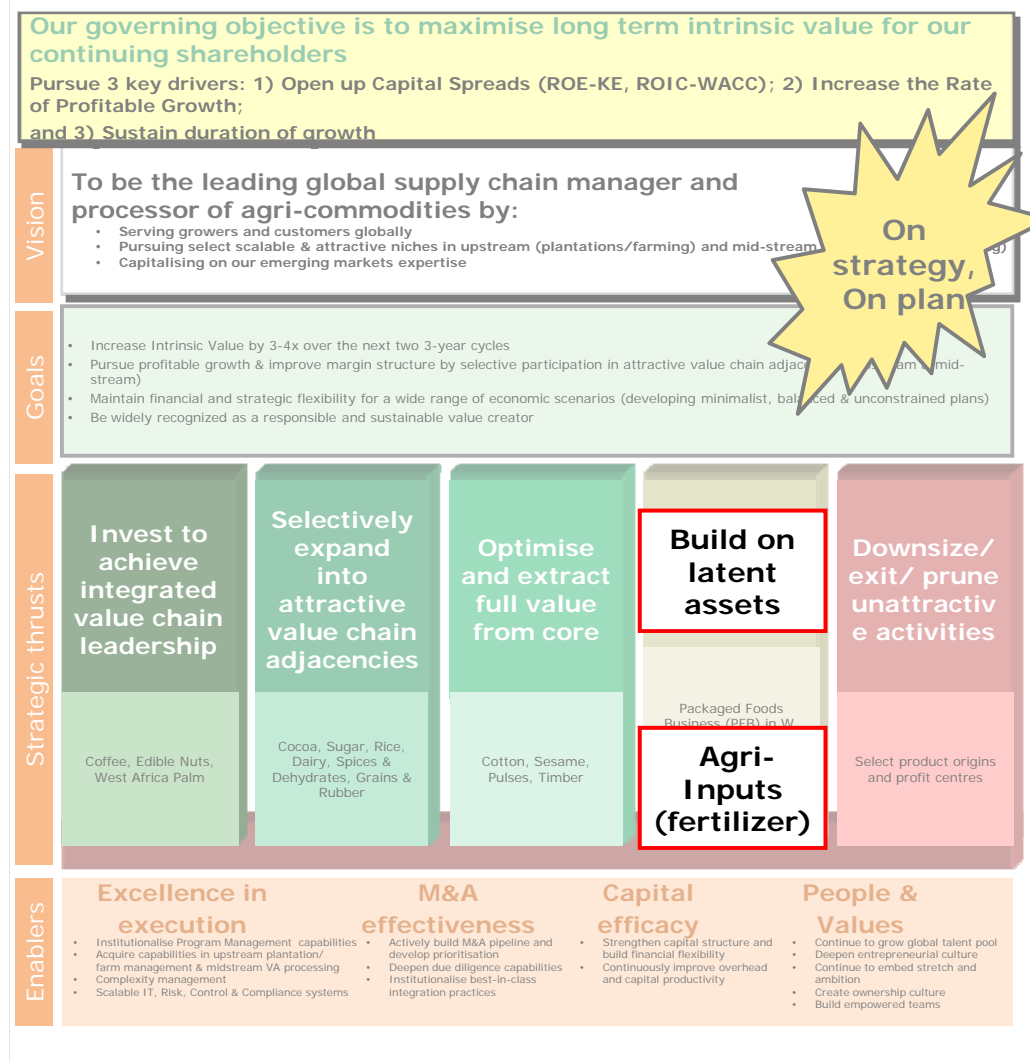 Our governing objective is to maximise long term intrinsic value for our
continuing shareholders
Pursue 3 key drivers: 1) Open up Capital Spreads (ROE-KE, ROIC-WACC); 2) Increase the Rate
of Profitable Growth;
and 3) Sustain duration of growth
Vision
To be the leading global supply chain manager and
processor of agri-commodities by:
• Serving growers and customers globally
• Pursuing select scalable & attractive niches in upstream (plantations/farming) and mid-stream
• Capitalising on our emerging markets expertise
On
strategy,
On plan
Goals
• Increase Intrinsic Value by 3-4x over the next two 3-year cycles
• Pursue profitable growth & improve margin structure by selective participation in attractive value chain mid-
stream)
• Maintain financial and strategic flexibility for a wide range of economic scenarios (developing minimalist, balanced & unconstrained plans)
• Be widely recognized as a responsible and sustainable value creator
Strategic thrusts
Invest to
achieve
integrated
value chain
leadership
Coffee, Edible Nuts,
West Africa Palm
Selectively
expand
into
attractive
value chain
adjacencies
Cocoa, Sugar, Rice,
Dairy, Spices &
Dehydrates, Grains &
Rubber
Optimise
and extract
full value
from core
Cotton, Sesame,
Pulses, Timber
Build on
latent
assets
Packaged Foods
Business (PFB) in W
Agri-
Inputs
(fertilizer)
Downsize/
exit/ prune
unattractiv
e activities
Select product origins
and profit centres
Enablers
Excellence in
execution
• Institutionalise Program Management capabilities
• Acquire capabilities in upstream plantation/
farm management & midstream VA processing
• Complexity management
• Scalable IT, Risk, Control & Compliance systems
M&A
effectiveness
• Actively build M&A pipeline and
develop prioritisation
• Deepen due diligence capabilities
• Institutionalise best-in-class
integration practices
Capital
efficacy
• Strengthen capital structure and
build financial flexibility
• Continuously improve overhead
and capital productivity
People &
Values
• Continue to grow global talent pool
• Deepen entrepreneurial culture
• Continue to embed stretch and
ambition
• Create ownership culture
• Build empowered teams